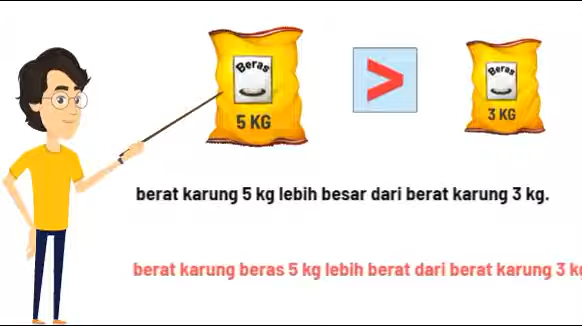 Beras
5 KG
>
Beras
3 KG
berat karung 5 kg lebih besar dari berat karung 3 kg.
berat karung beras 5 kg lebih berat dari berat karung 3 kg